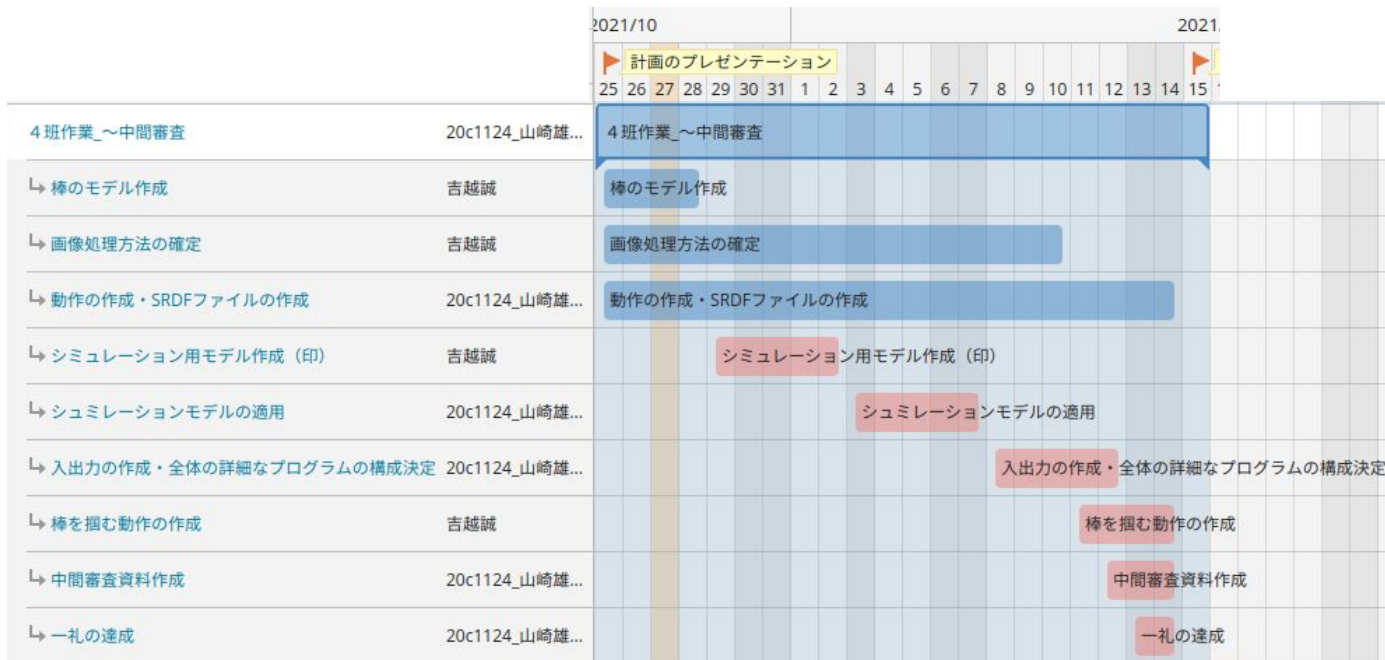 2021/10 2021
計画のプレゼンテーション
25 26 27 28 29 30 31 1 2 3 4 5 6 7 8 9 10 11 12 13 14 15
４班作業_～中間審査 20c1124_山崎雄... ４班作業_～中間審査
棒のモデル作成 吉越誠 棒のモデル作成
画像処理方法の確定 吉越誠 画像処理方法の確定
動作の作成・SRDFファイルの作成 20c1124_山崎雄... 動作の作成・SRDFファイルの作成
シミュレーション用モデル作成（印） 吉越誠 シミュレーション用モデル作成（印）
シュミレーションモデルの適用 20c1124_山崎雄... シュミレーションモデルの適用
入出力の作成・全体の詳細なプログラムの構成決定 20c1124_山崎雄... 入出力の作成・全体の詳細なプログラムの構成決定
棒を掴む動作の作成 吉越誠 棒を掴む動作の作成
中間審査資料作成 20c1124_山崎雄... 中間審査資料作成
一礼の達成 20c1124_山崎雄... 一礼の達成